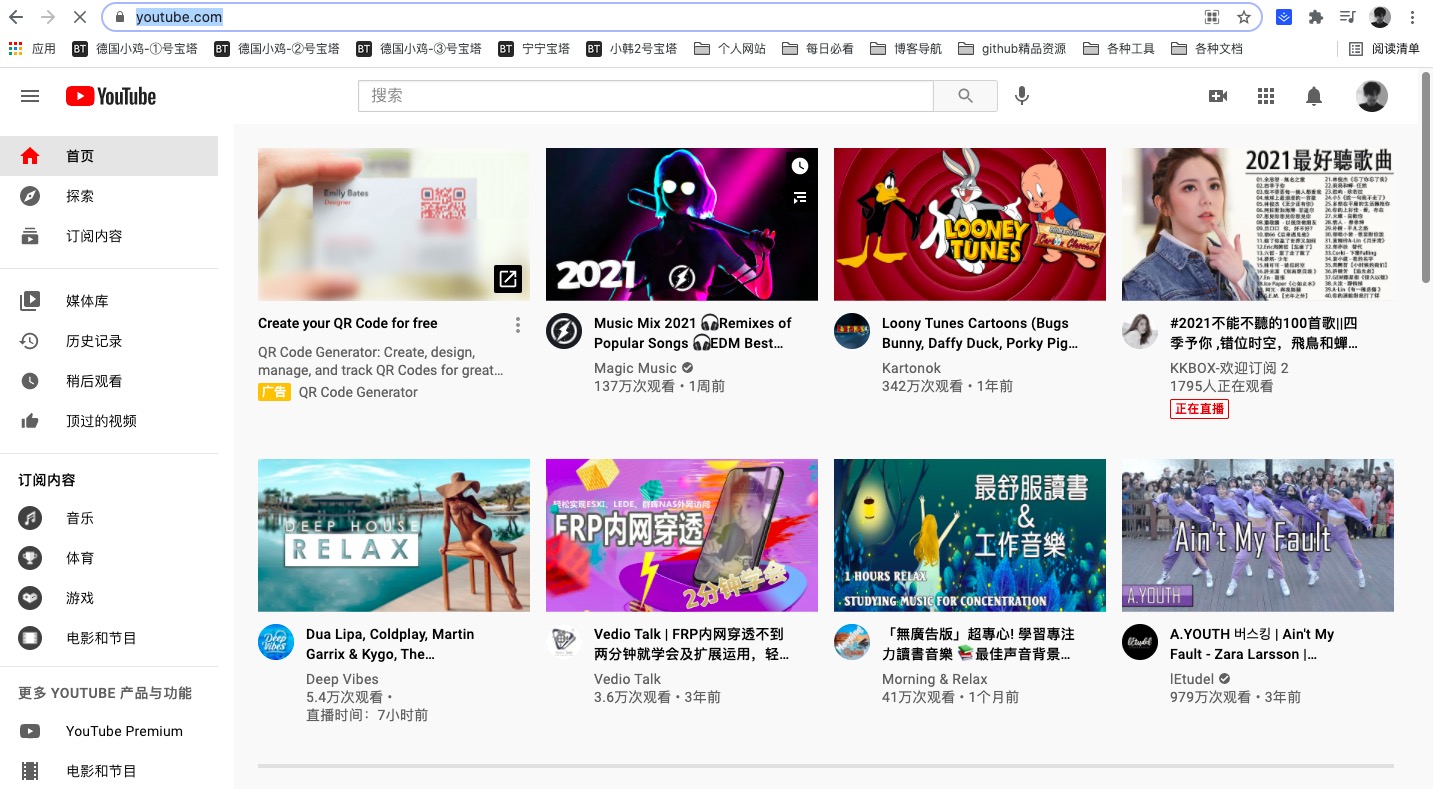 youtube.com
应用
BT 德国小鸡-①号宝塔
BT 德国小鸡-②号宝塔
BT 德国小鸡-③号宝塔
BT 宁宁宝塔
BT 小韩2号宝塔
个人网站
每日必看
博客导航
github精品资源
各种工具
各种文档
阅读清单
YouTube
搜索
首页
探索
订阅内容
媒体库
历史记录
稍后观看
顶过的视频
订阅内容
音乐
体育
游戏
电影和节目
更多 YOUTUBE 产品与功能
YouTube Premium
电影和节目
Emily Bates
Designer
Create your QR Code for free
QR Code Generator: Create, design,
manage, and track QR Codes for great…
广告 QR Code Generator
2021
Music Mix 2021 🎧Remixes of
Popular Songs 🎧EDM Best…
Magic Music
137万次观看 • 1周前
LOONEY
TUNES
Loony Tunes Cartoons (Bugs
Bunny, Daffy Duck, Porky Pig…
Kartonok
342万次观看 • 1年前
2021最好聽歌曲
#2021不能不聽的100首歌||四
季予你 ,错位时空，飛鳥和蟬…
KKBOX-欢迎订阅 2
1795人正在观看
正在直播
DEEP HOUSE
RELAX
Dua Lipa, Coldplay, Martin
Garrix & Kygo, The…
Deep Vibes
5.4万次观看 •
直播时间：7小时前
轻松实现ESXI、LEDE、群晖NAS外网访问
FRP内网穿透
2分钟学会
Vedio Talk | FRP内网穿透不到
两分钟就学会及扩展运用，轻…
Vedio Talk
3.6万次观看 • 3年前
最舒服讀書
&
工作音樂
1 HOURS RELAX
STUDYING MUSIC FOR CONCENTRATION
「無廣告版」超專心! 學習專注
力讀書音樂 📚最佳声音背景…
Morning & Relax
41万次观看 • 1个月前
Ain't My Fault
A.YOUTH
A.YOUTH 버스킹 | Ain't My
Fault - Zara Larsson |…
lEtudel
979万次观看 • 3年前